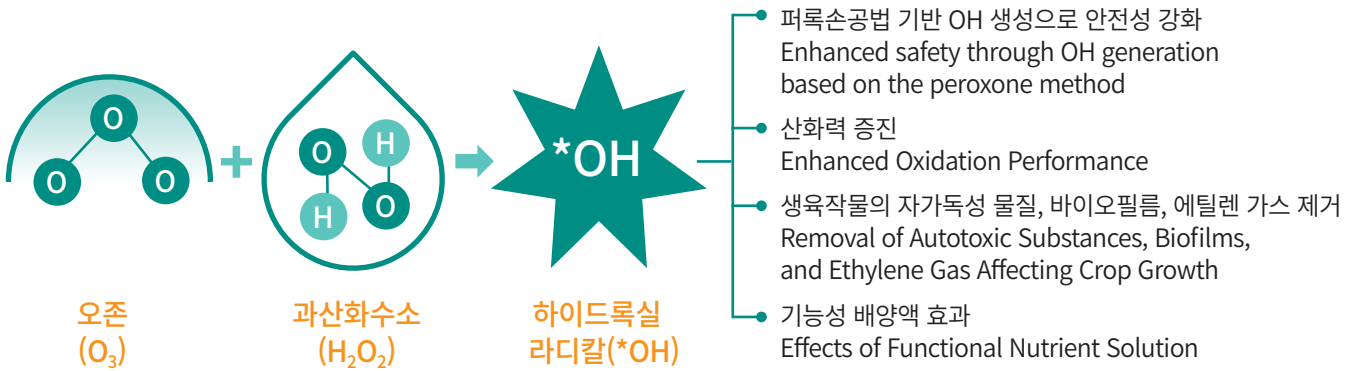 O
O
O
+
O
H
H
O
*OH
오존
(O₃)
과산화수소
(H₂O₂)
하이드록실
라디칼(*OH)
퍼록손공법 기반 OH 생성으로 안전성 강화
Enhanced safety through OH generation
based on the peroxone method
산화력 증진
Enhanced Oxidation Performance
생육작물의 자가독성 물질, 바이오필름, 에틸렌 가스 제거
Removal of Autotoxic Substances, Biofilms,
and Ethylene Gas Affecting Crop Growth
기능성 배양액 효과
Effects of Functional Nutrient Solution